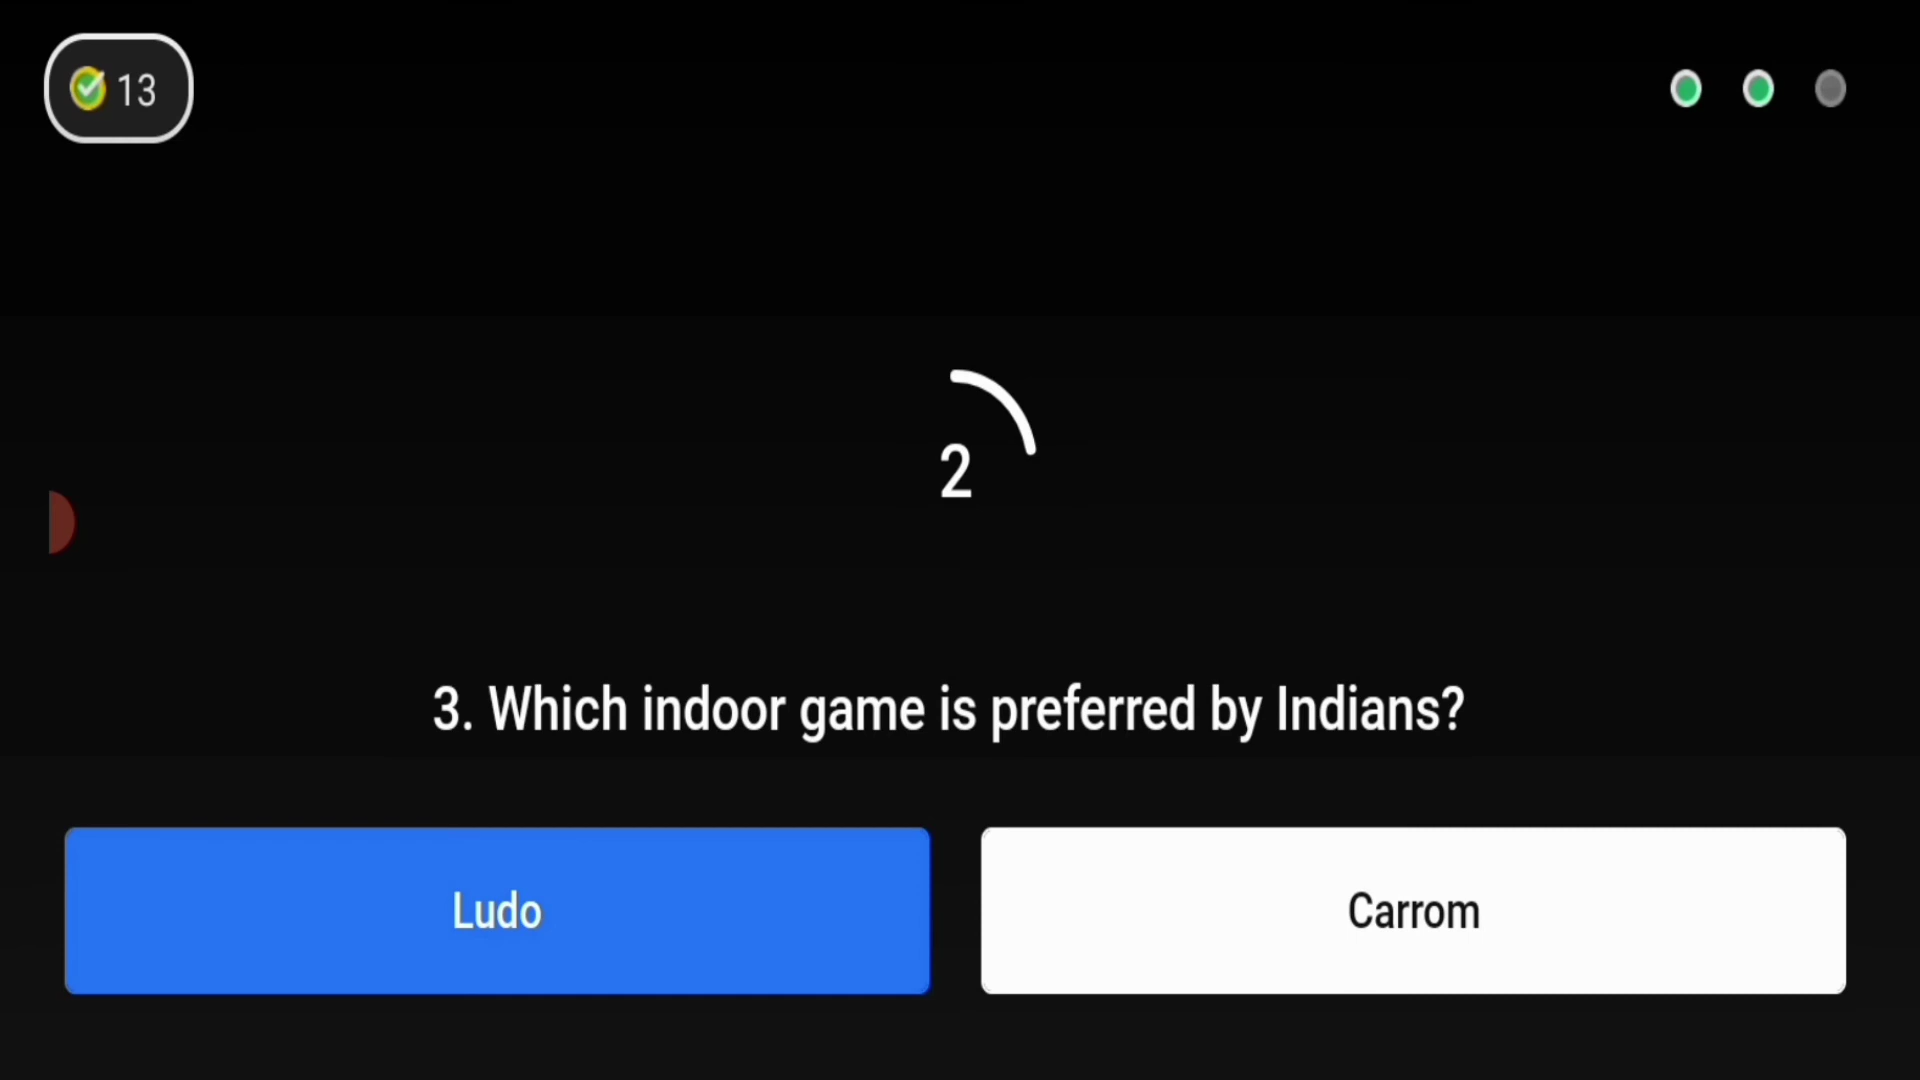 13
2
3. Which indoor game is preferred by Indians?
Ludo
Carrom